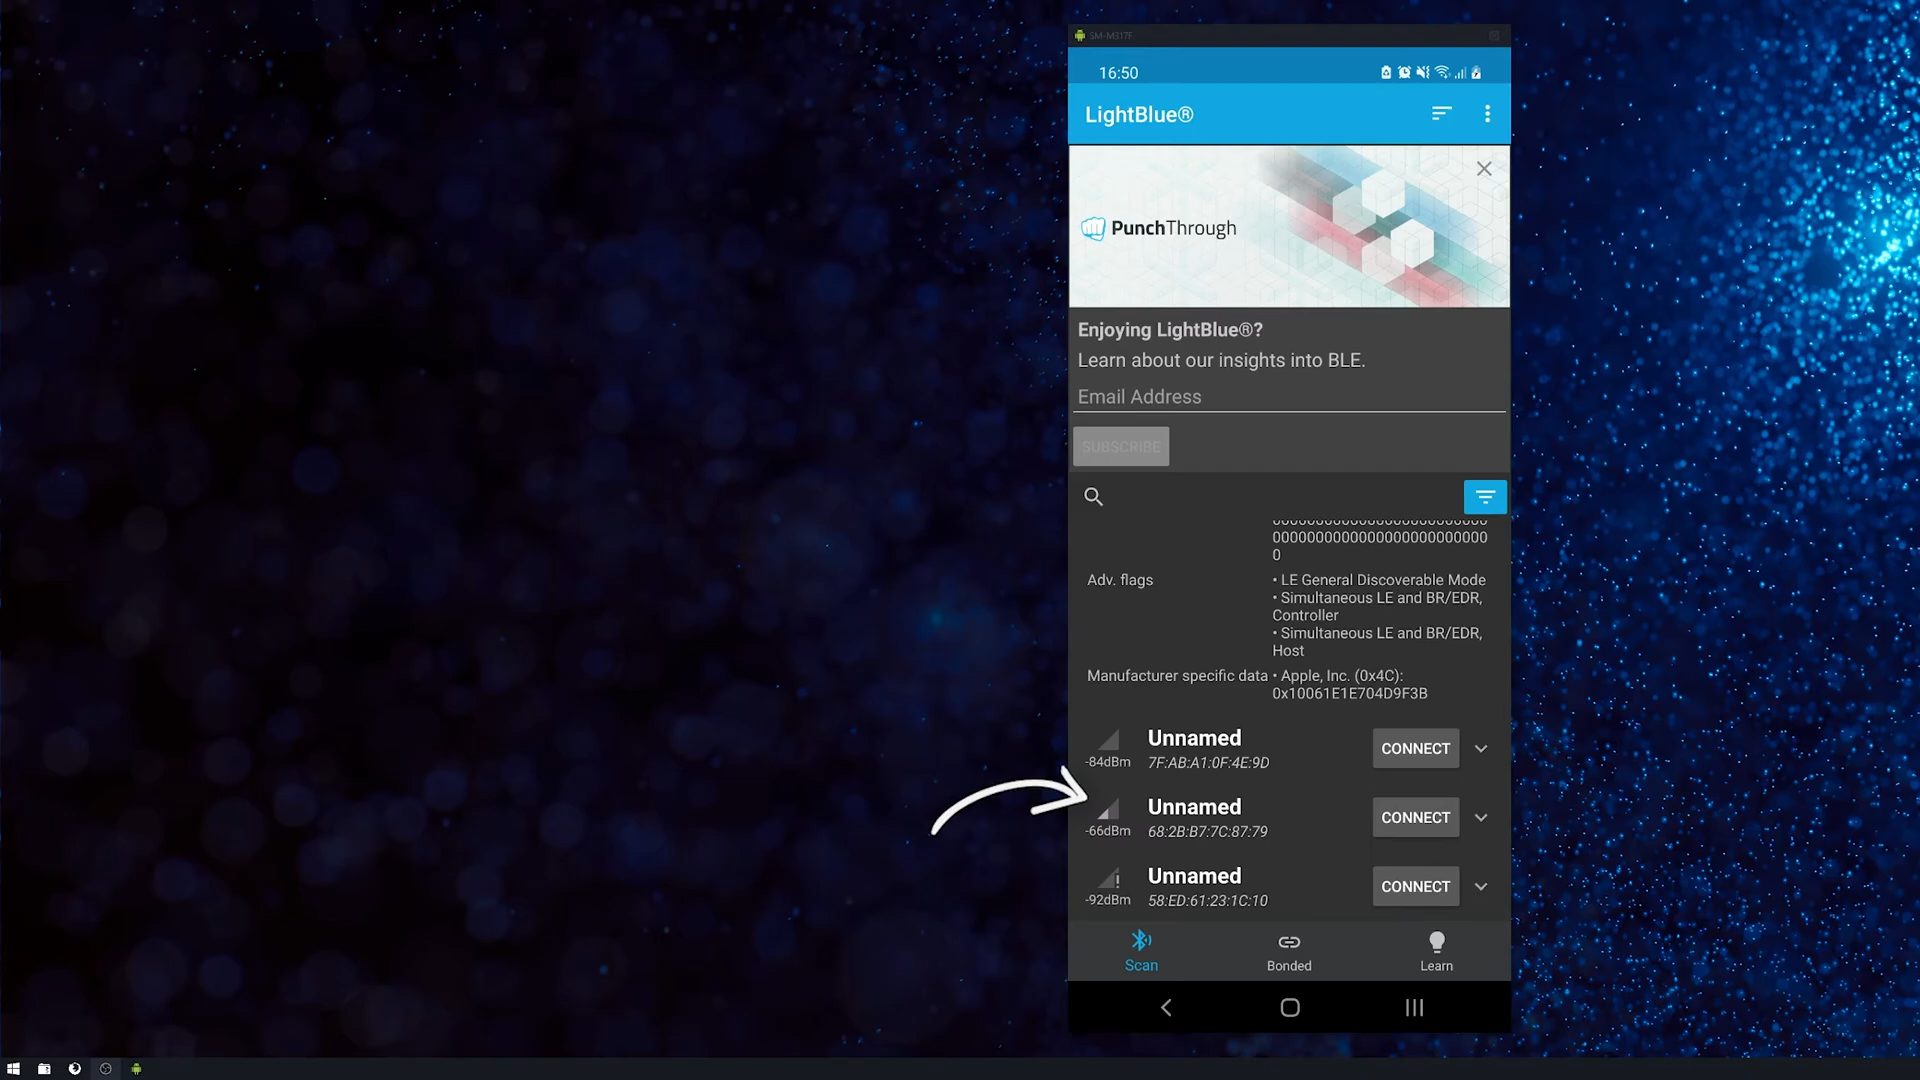 SM-M317F
16:50
LightBlue®
PunchThrough
Enjoying LightBlue®?
Learn about our insights into BLE.
Email Address
SUBSCRIBE
0
Adv. flags
• LE General Discoverable Mode
• Simultaneous LE and BR/EDR,
Controller
• Simultaneous LE and BR/EDR,
Host
Manufacturer specific data • Apple, Inc. (0x4C):
0x10061E1E704D9F3B
Unnamed
-84dBm 7F:AB:A1:0F:4E:9D
CONNECT
Unnamed
-66dBm 68:2B:B7:7C:87:79
CONNECT
Unnamed
-92dBm 58:ED:61:23:1C:10
CONNECT
Scan Bonded Learn